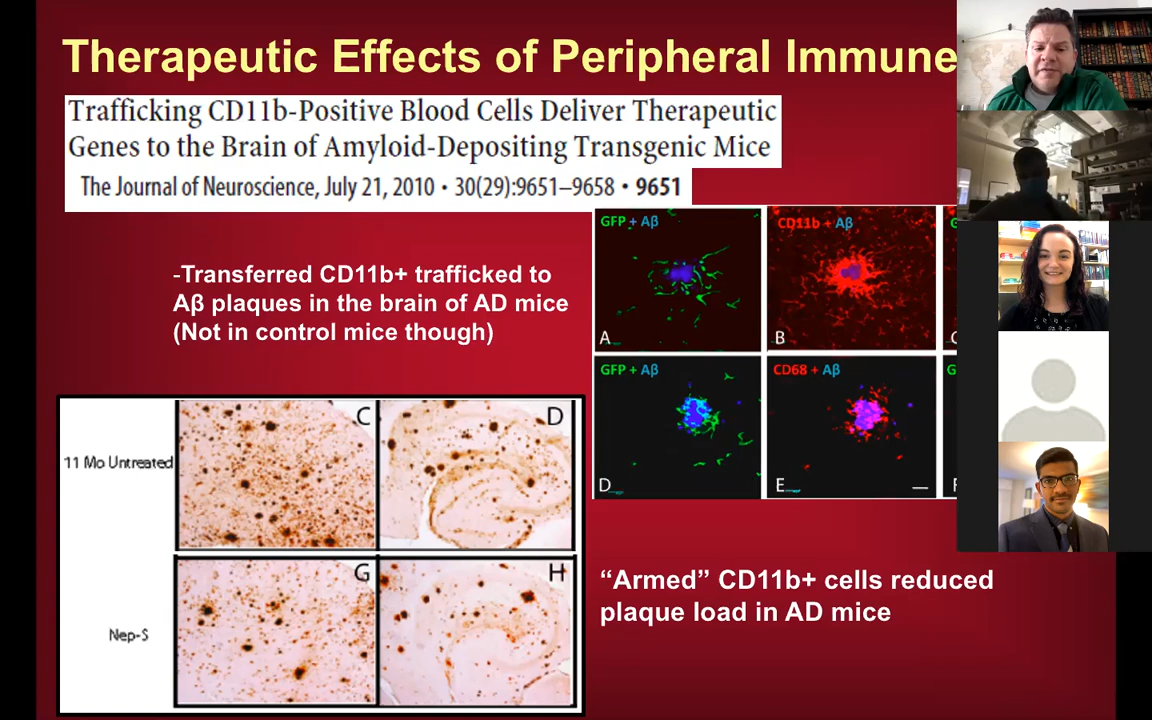 Therapeutic Effects of Peripheral Immune
Trafficking CD11b-Positive Blood Cells Deliver Therapeutic
Genes to the Brain of Amyloid-Depositing Transgenic Mice
The Journal of Neuroscience, July 21, 2010 • 30(29):9651–9658 • 9651
-Transferred CD11b+ trafficked to
Aβ plaques in the brain of AD mice
(Not in control mice though)
GFP + Aβ
CD11b + Aβ
G
A
B
C
GFP + Aβ
CD68 + Aβ
G
D
E
F
11 Mo Untreated
C
D
Nep-S
G
H
“Armed” CD11b+ cells reduced
plaque load in AD mice